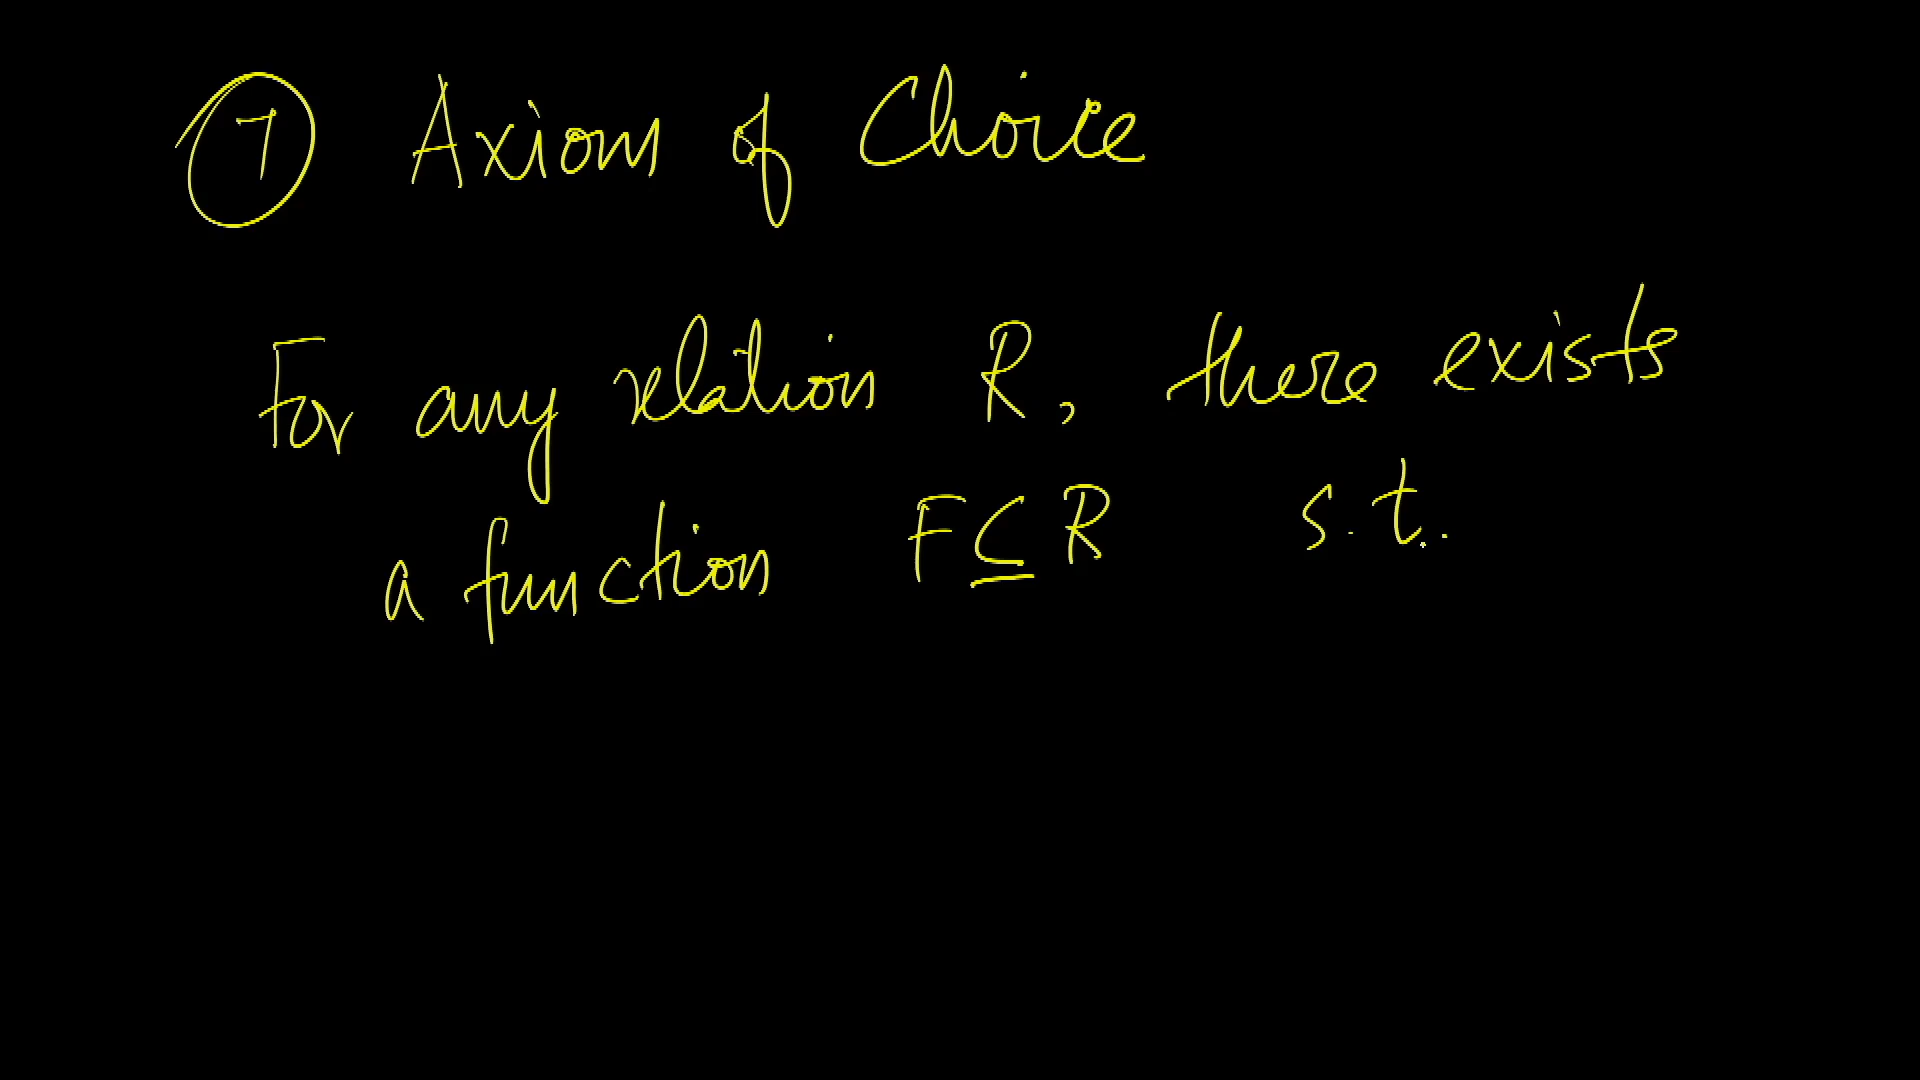 7 Axiom of Choice
For any relation R, there exists
a function F ⊆ R s.t.